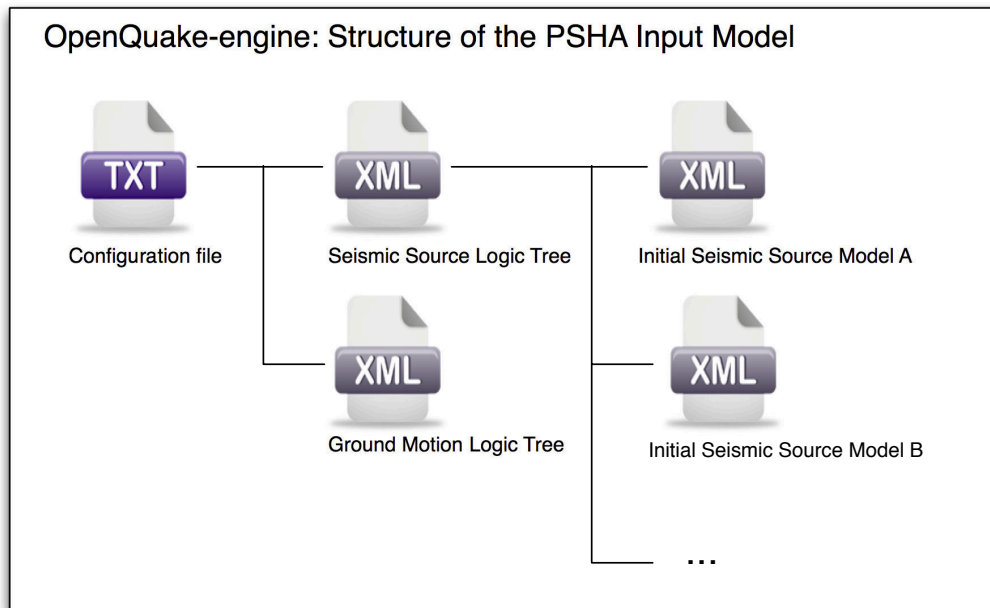 OpenQuake-engine: Structure of the PSHA Input Model
TXT
XML
XML
Configuration file
Seismic Source Logic Tree
Initial Seismic Source Model A
XML
XML
Ground Motion Logic Tree
Initial Seismic Source Model B
...